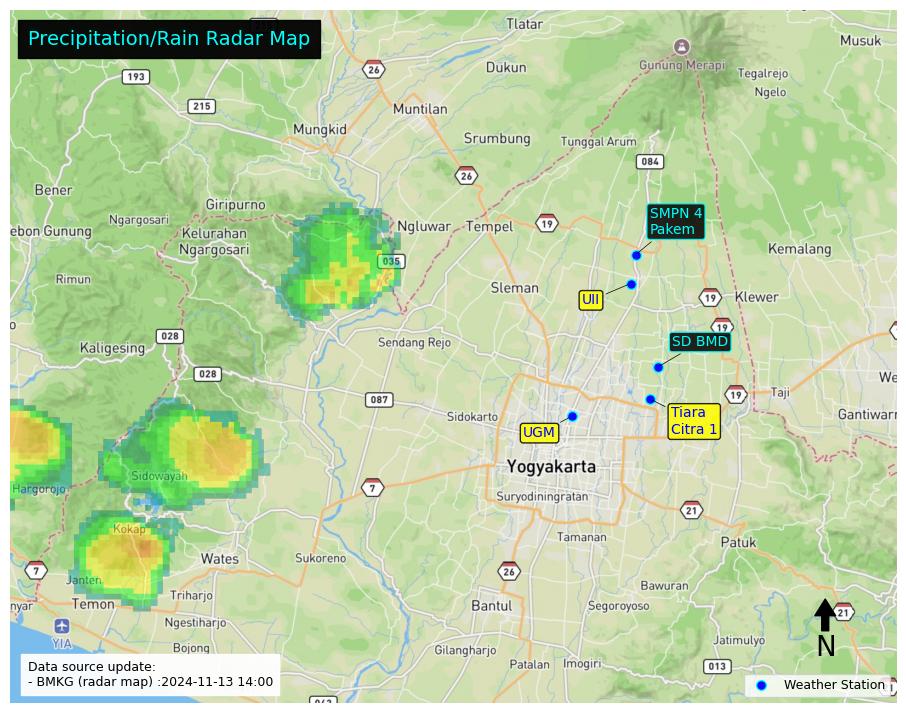 Precipitation/Rain Radar Map
Tlatar
Musuk
26
Gunung Merapi
193
Dukun
Tegalrejo
Ngelo
215
Muntilan
Mungkid
Srumbung
Tunggal Arum
084
26
Bener
Giripurno
SMPN 4
Pakem
Ngargosari
ebon Gunung
Kelurahan
Ngargosari
Ngluwar
Tempel
19
Kemalang
035
Rimun
Sleman
UII
19
Klewer
19
028
Sendang Rejo
SD BMD
Kaligesing
028
We
087
19
Taji
Sidokarto
Tiara
Citra 1
Gantiwarr
UGM
Yogyakarta
Sidowayah
Hargorojo
7
Suryodiningratan
21
Kokap
Tamanan
Patuk
Wates
Sukoreno
7
26
Janten
Bawuran
nyar
Temon
Triharjo
Bantul
Segoroyoso
21
Ngestiharjo
N
YIA
Bojong
Gilangharjo
Jatimulyo
Patalan
Imogiri
013
Data source update:
- BMKG (radar map) :2024-11-13 14:00
Weather Station